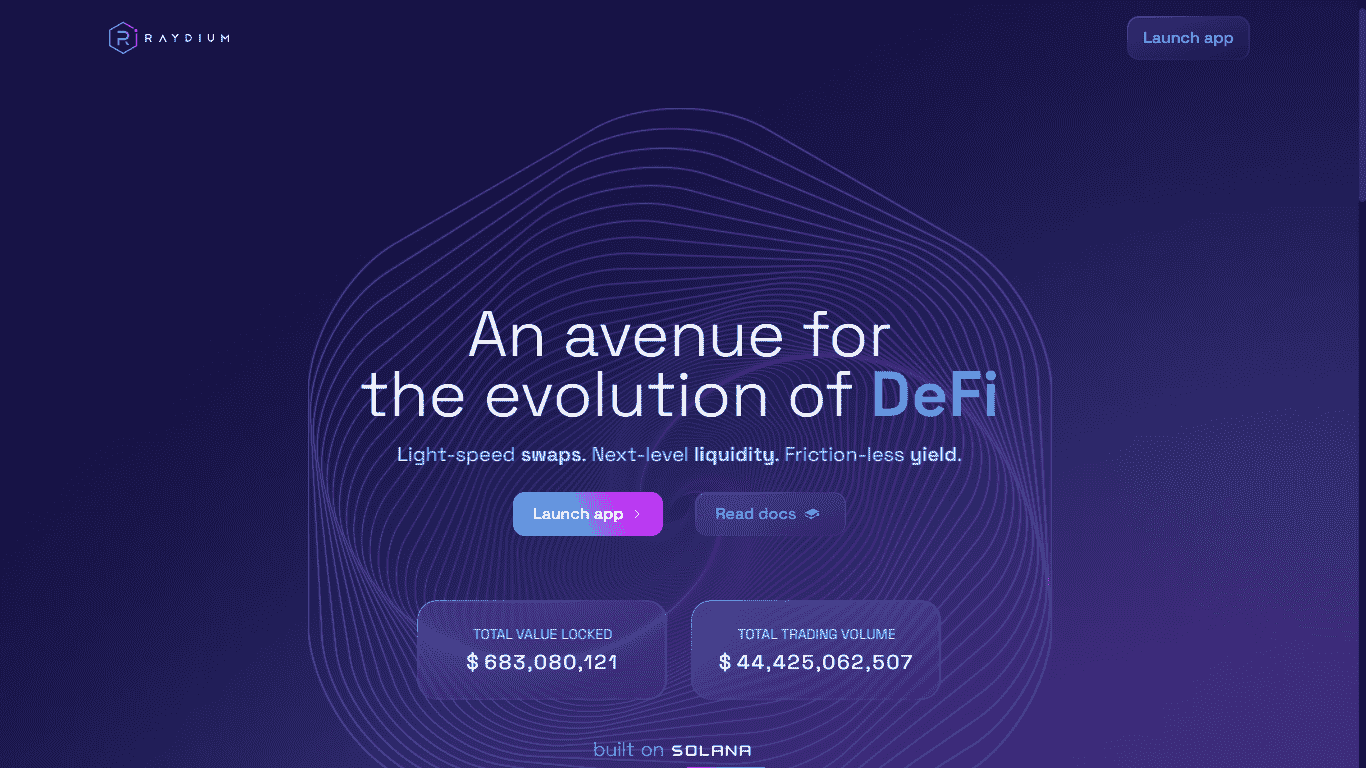 RAYDIUM
Launch app
An avenue for
the evolution of DeFi
Light-speed swaps. Next-level liquidity. Friction-less yield.
Launch app
Read docs
TOTAL VALUE LOCKED
$ 683,080,121
TOTAL TRADING VOLUME
$ 44,425,062,507
built on SOLANA